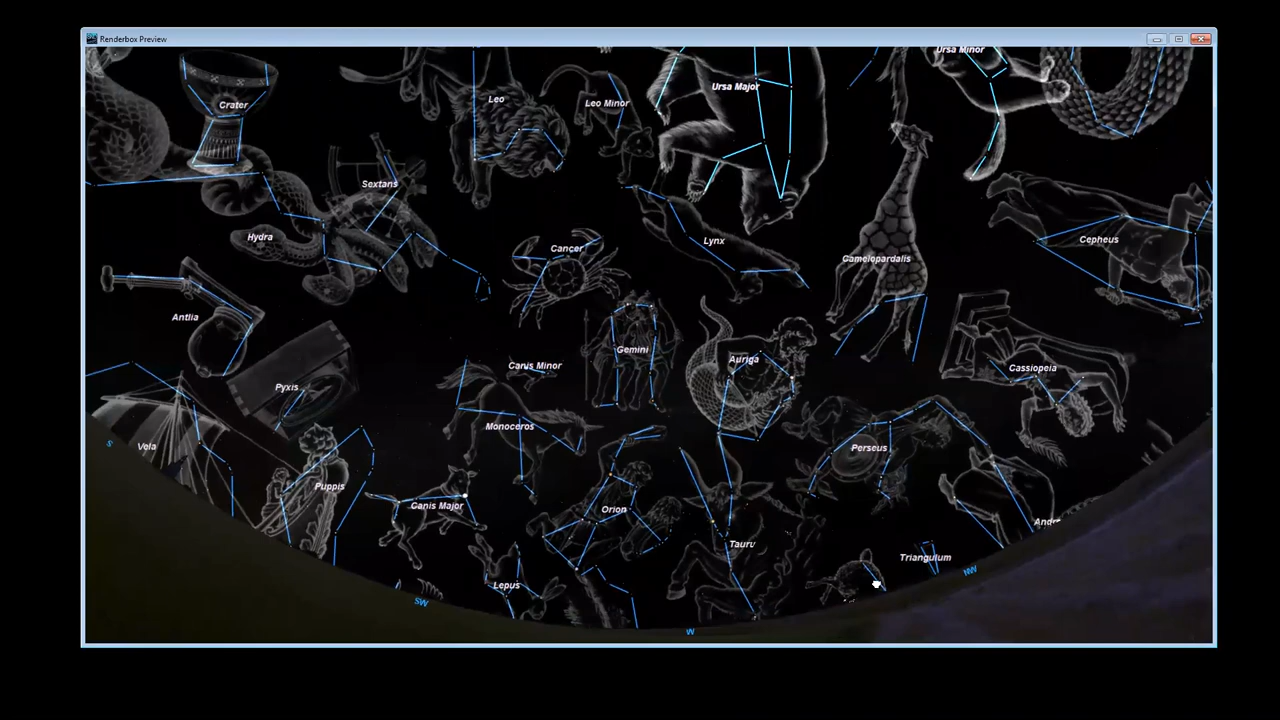 Renderbox Preview
Ursa Minor
Ursa Major
Leo
Leo Minor
Crater
Sextans
Hydra
Cancer
Lynx
Cepheus
Camelopardalis
Antlia
Gemini
Auriga
Canis Minor
Cassiopeia
Pyxis
Monoceros
Vela
Perseus
Puppis
Canis Major
Orion
Andro
Taurus
Triangulum
Lepus
S
SW
W
NW